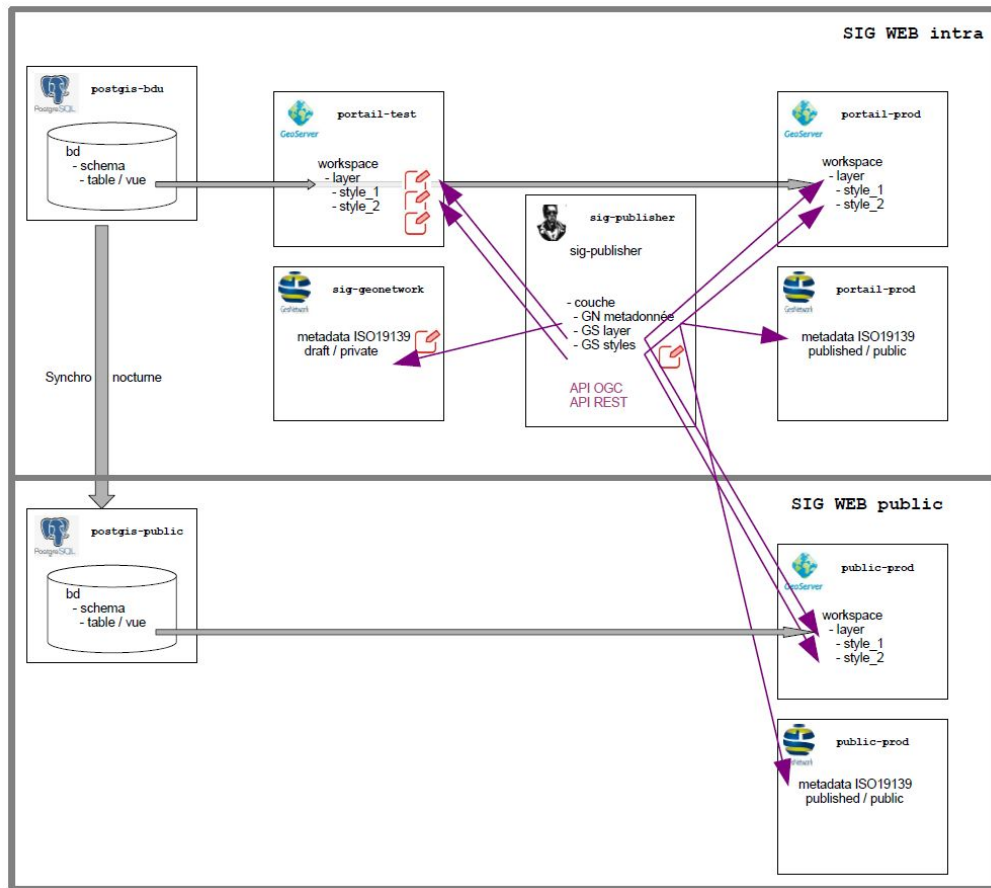 SIG WEB intra
PostgreSQL
postgis-bdu
bd
- schema
- table / vue
GeoServer
portail-test
workspace
- layer
- style_1
- style_2
GeoServer
portail-prod
workspace
- layer
- style_1
- style_2
sig-publisher
sig-publisher
- couche
- GN metadonnée
- GS layer
- GS styles
API OGC
API REST
GeoNetwork
sig-geonetwork
metadata ISO19139
draft / private
GeoNetwork
portail-prod
metadata ISO19139
published / public
Synchro nocturne
SIG WEB public
PostgreSQL
postgis-public
bd
- schema
- table / vue
GeoServer
public-prod
workspace
- layer
- style_1
- style_2
GeoNetwork
public-prod
metadata ISO19139
published / public